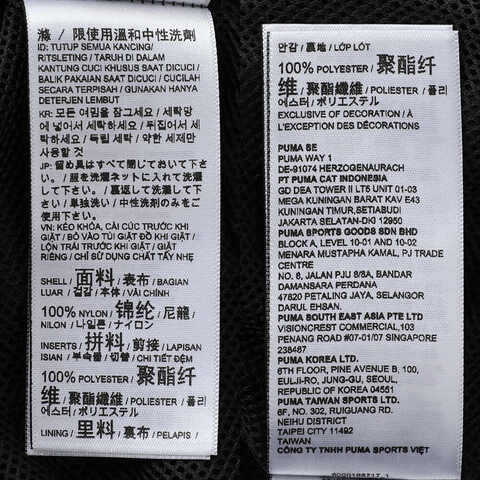 滌 / 限使用溫和中性洗劑
ID: TUTUP SEMUA KANCING/
RITSLETING / TARUH DI DALAM
KANTUNG CUCI KHUSUS SAAT DICUCI /
BALIK PAKAIAN SAAT DICUCI / CUCILAH
SECARA TERPISAH / GUNAKAN HANYA
DETERJEN LEMBUT
KR: 모든 여밈을 잠그세요 / 세탁망
에 넣어서 세탁하세요 / 뒤집어서 세
탁하세요 / 독립 세탁 / 약한 세제만
사용할 것
JP: 留め具はすべて閉じておいて下さ
い。/ 服を洗濯ネットに入れて洗濯
して下さい。/ 裏返して洗濯して下さ
い / 単独洗い / 中性洗剤のみをご使
用下さい。
VN: KÉO KHÓA, CÀI CÚC TRƯỚC KHI
GIẶT / BỎ VÀO TÚI GIẶT ĐỒ KHI GIẶT /
LỘN TRÁI TRƯỚC KHI GIẶT / GIẶT
RIÊNG / CHỈ SỬ DỤNG CHẤT TẨY NHẸ
SHELL / 面料 / 表布 / BAGIAN
LUAR / 겉감 / 本体 / VẢI CHÍNH
100% NYLON / 锦纶 / 尼龍 /
NILON / 나일론 / ナイロン
INSERTS / 拼料 / 剪接 / LAPISAN
ISIAN / 부속물 / 切替 / CHI TIẾT ĐỆM
100% POLYESTER / 聚酯纤
维 / 聚酯纖維 / POLIESTER / 폴리
에스터 / ポリエステル
LINING / 里料 / 裏布 / PELAPIS /
안감 / 裏地 / LỚP LÓT
100% POLYESTER / 聚酯纤
维 / 聚酯纖維 / POLIESTER / 폴리
에스터 / ポリエステル
EXCLUSIVE OF DECORATION / À
L'EXCEPTION DES DÉCORATIONS
PUMA SE
PUMA WAY 1
DE-91074 HERZOGENAURACH
PT PUMA CAT INDONESIA
GD DEA TOWER II LT5 UNIT 01-03
MEGA KUNINGAN BARAT KAV E43
KUNINGAN TIMUR,SETIABUDI
JAKARTA SELATAN-DKI 12950
PUMA SPORTS GOODS SDN BHD
BLOCK A, LEVEL 10-01 AND 10-02
MENARA MUSTAPHA KAMAL, PJ TRADE
CENTRE
NO. 8, JALAN PJU 8/8A, BANDAR
DAMANSARA PERDANA
47820 PETALING JAYA, SELANGOR
DARUL EHSAN.
PUMA SOUTH EAST ASIA PTE LTD
VISIONCREST COMMERCIAL,103
PENANG ROAD #07-01/07 SINGAPORE
238467
PUMA KOREA LTD.
6TH FLOOR, PINE AVENUE B, 100,
EULJI-RO, JUNG-GU, SEOUL,
REPUBLIC OF KOREA 04551
PUMA TAIWAN SPORTS LTD.
6F, NO. 302, RUIGUANG RD.
NEIHU DISTRICT
TAIPEI CITY 11492
TAIWAN
CÔNG TY TNHH PUMA SPORTS VIỆT